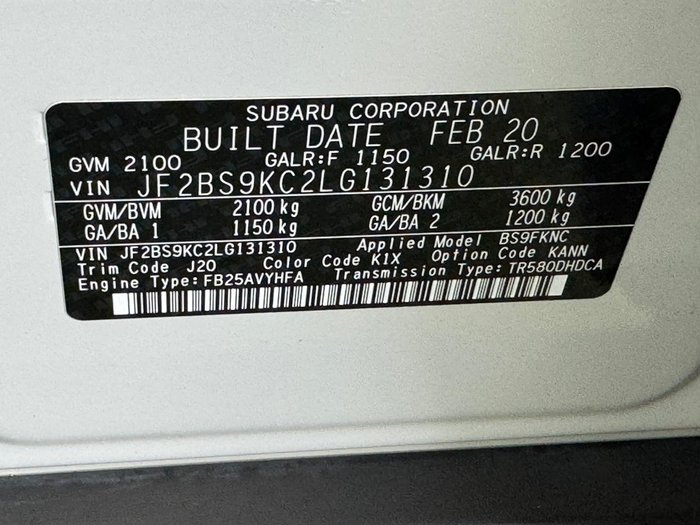 SUBARU CORPORATION
BUILT DATE FEB 20
GVM 2100 GALR:F 1150 GALR:R 1200
VIN JF2BS9KC2LG131310
GVM/BVM 2100 kg GCM/BKM 3600 kg
GA/BA 1 1150 kg GA/BA 2 1200 kg
VIN JF2BS9KC2LG131310 Applied Model BS9FKNC
Trim Code J20 Color Code K1X Option Code KANN
Engine Type:FB25AVYHFA Transmission Type:TR580DHDCA